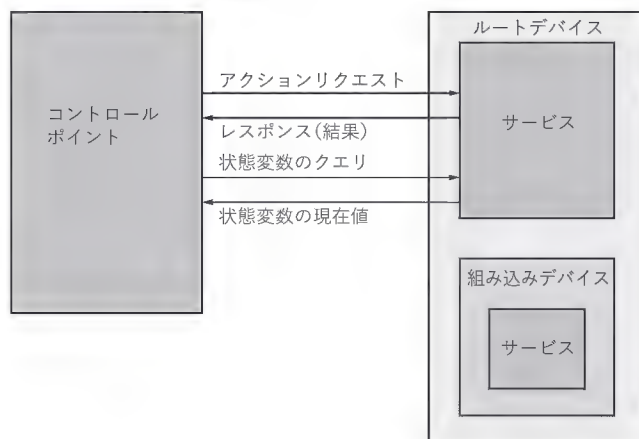 ルートデバイス
コントロール
ポイント
アクションリクエスト
レスポンス(結果)
状態変数のクエリ
状態変数の現在値
サービス
組み込みデバイス
サービス